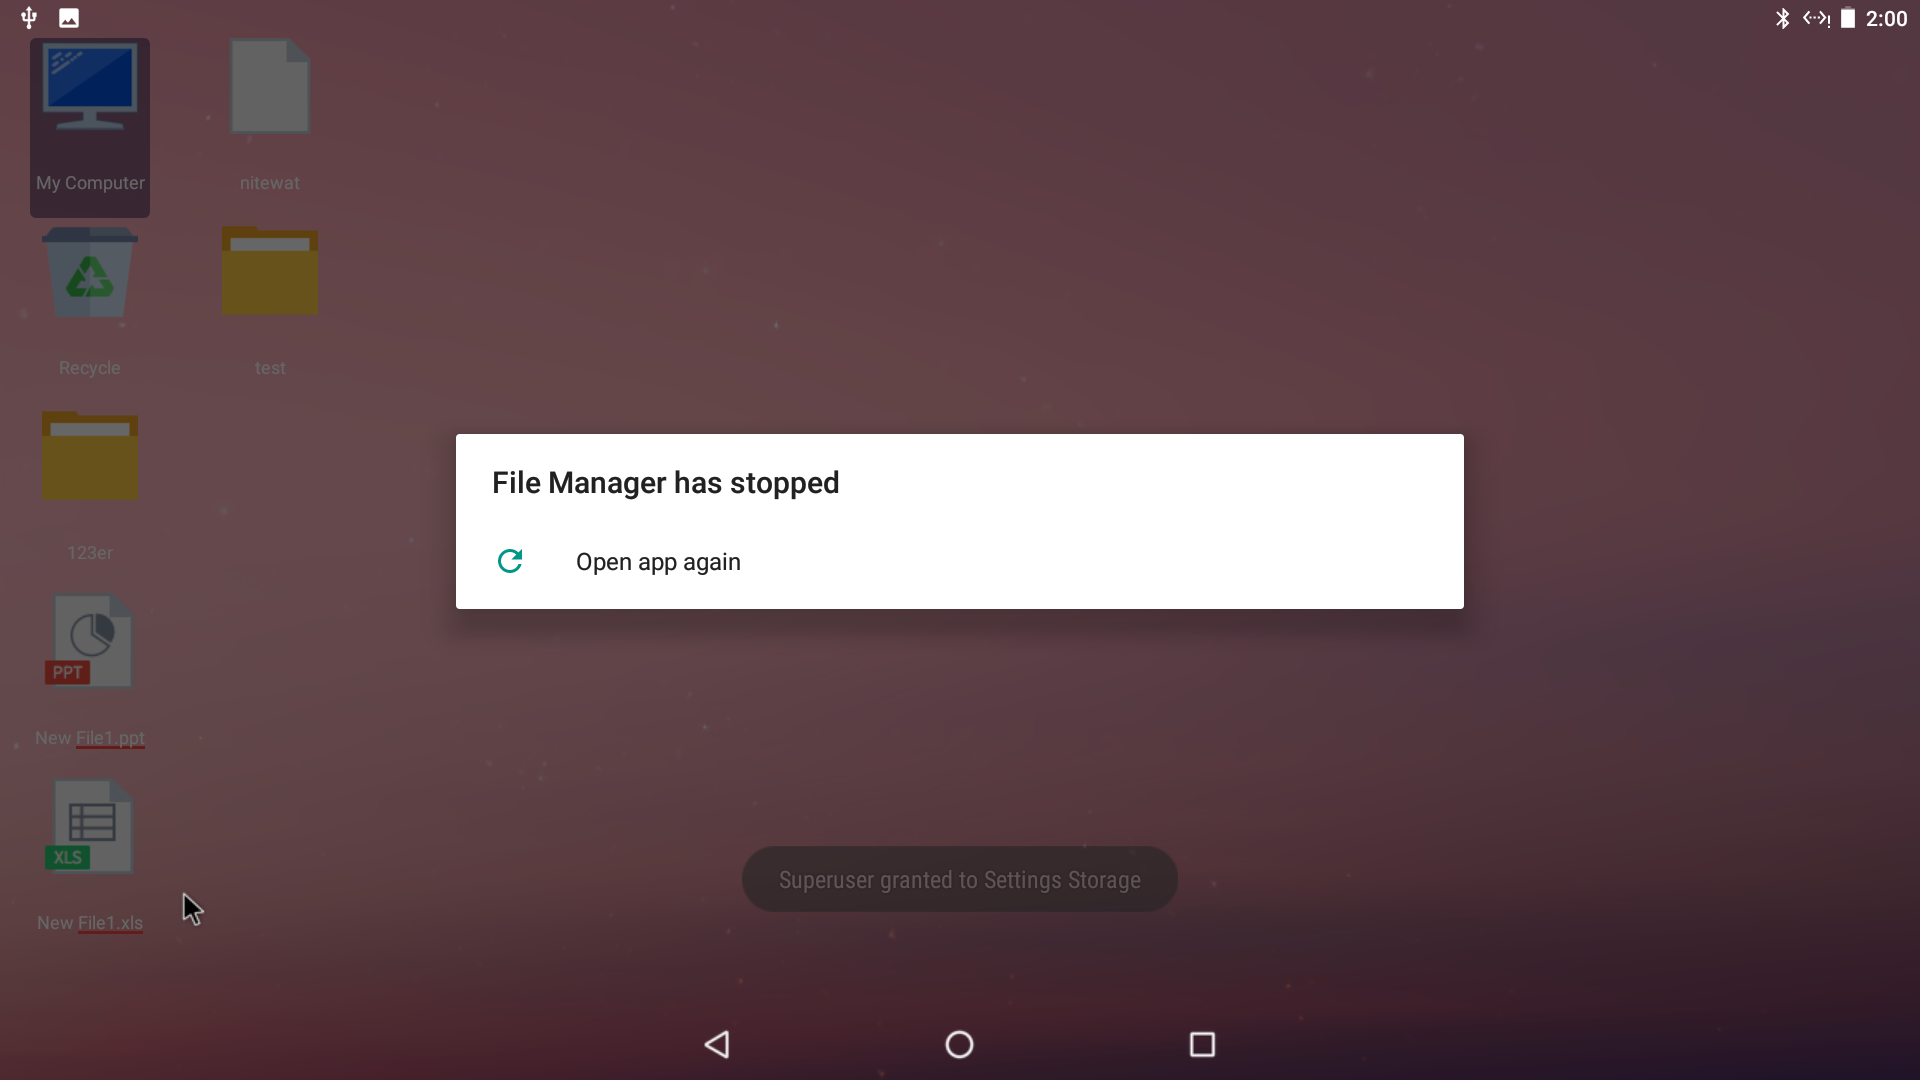 2:00
My Computer
nitewat
Recycle
test
123er
PPT
New File1.ppt
XLS
New File1.xls
File Manager has stopped
Open app again
Superuser granted to Settings Storage